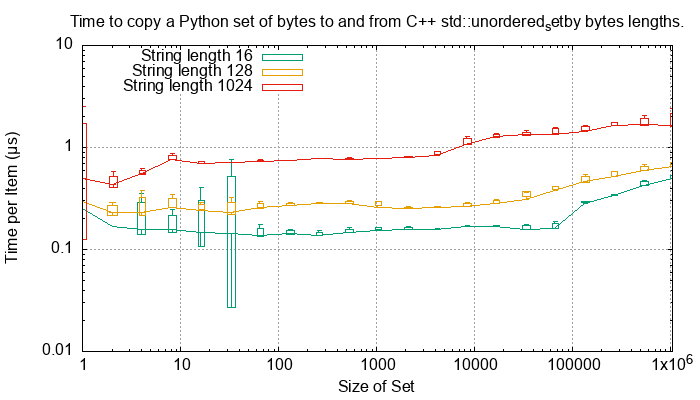 Time to copy a Python set of bytes to and from C++ std::unordered_setby bytes lengths.
String length 16
String length 128
String length 1024
10
1
0.1
0.01
Time per Item (µs)
1 10 100 1000 10000 100000 1x10^6
Size of Set